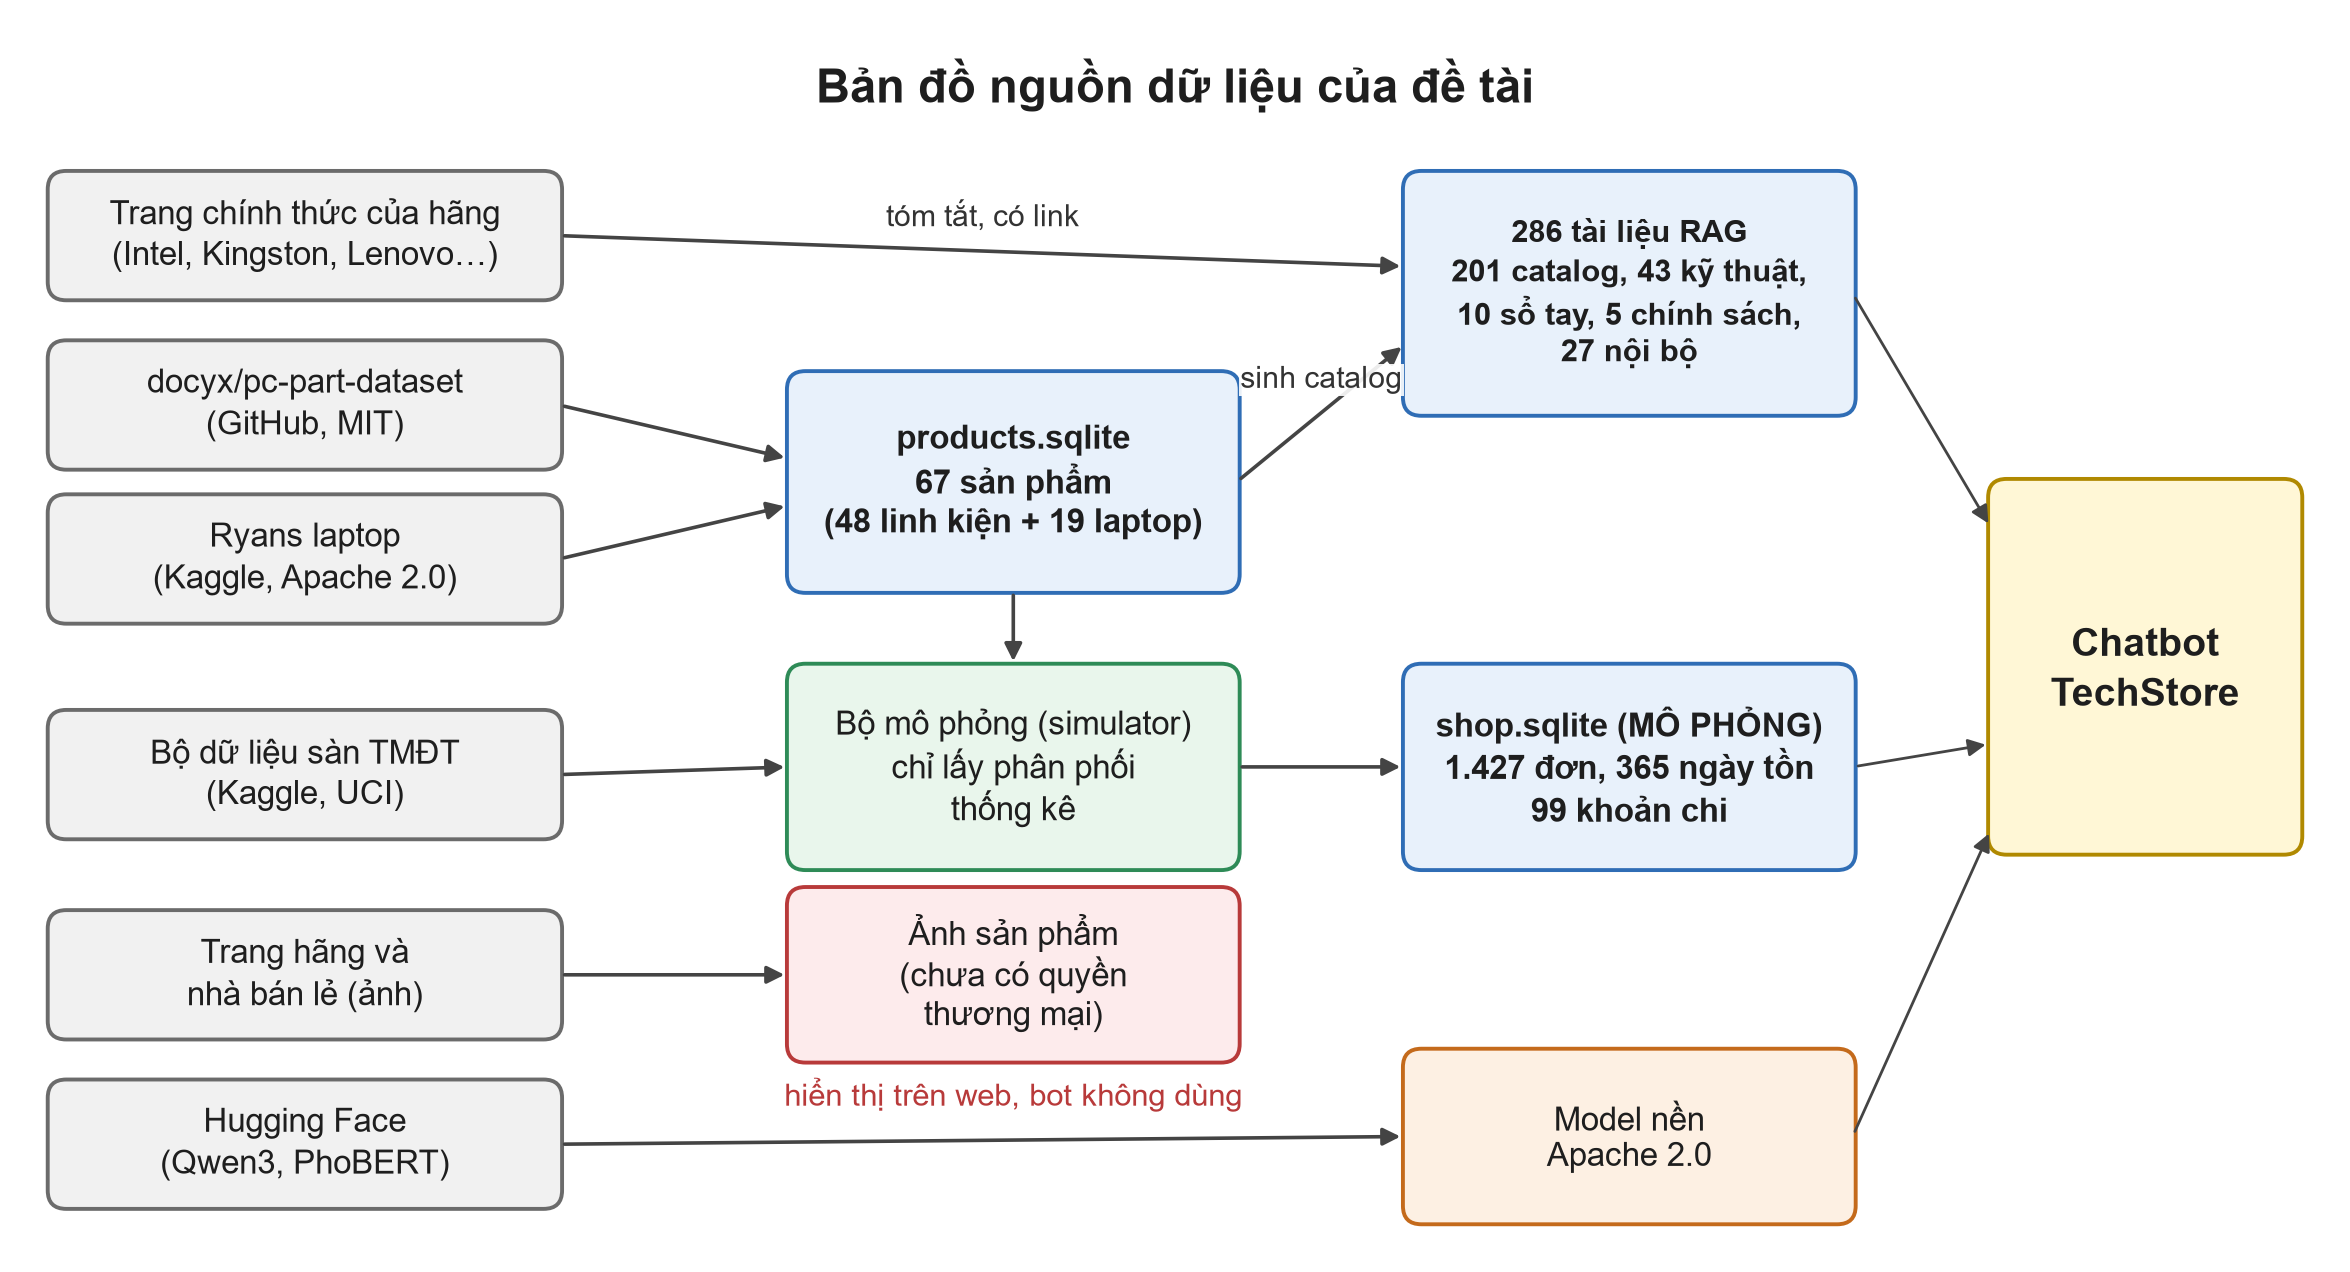 Bản đồ nguồn dữ liệu của đề tài
Trang chính thức của hãng
(Intel, Kingston, Lenovo…)
tóm tắt, có link
286 tài liệu RAG
201 catalog, 43 kỹ thuật,
10 sổ tay, 5 chính sách,
27 nội bộ
docyx/pc-part-dataset
(GitHub, MIT)
sinh catalog
products.sqlite
67 sản phẩm
(48 linh kiện + 19 laptop)
Ryans laptop
(Kaggle, Apache 2.0)
Chatbot
TechStore
Bộ dữ liệu sàn TMĐT
(Kaggle, UCI)
Bộ mô phỏng (simulator)
chỉ lấy phân phối
thống kê
shop.sqlite (MÔ PHỎNG)
1.427 đơn, 365 ngày tồn
99 khoản chi
Trang hãng và
nhà bán lẻ (ảnh)
Ảnh sản phẩm
(chưa có quyền
thương mại)
hiển thị trên web, bot không dùng
Hugging Face
(Qwen3, PhoBERT)
Model nền
Apache 2.0